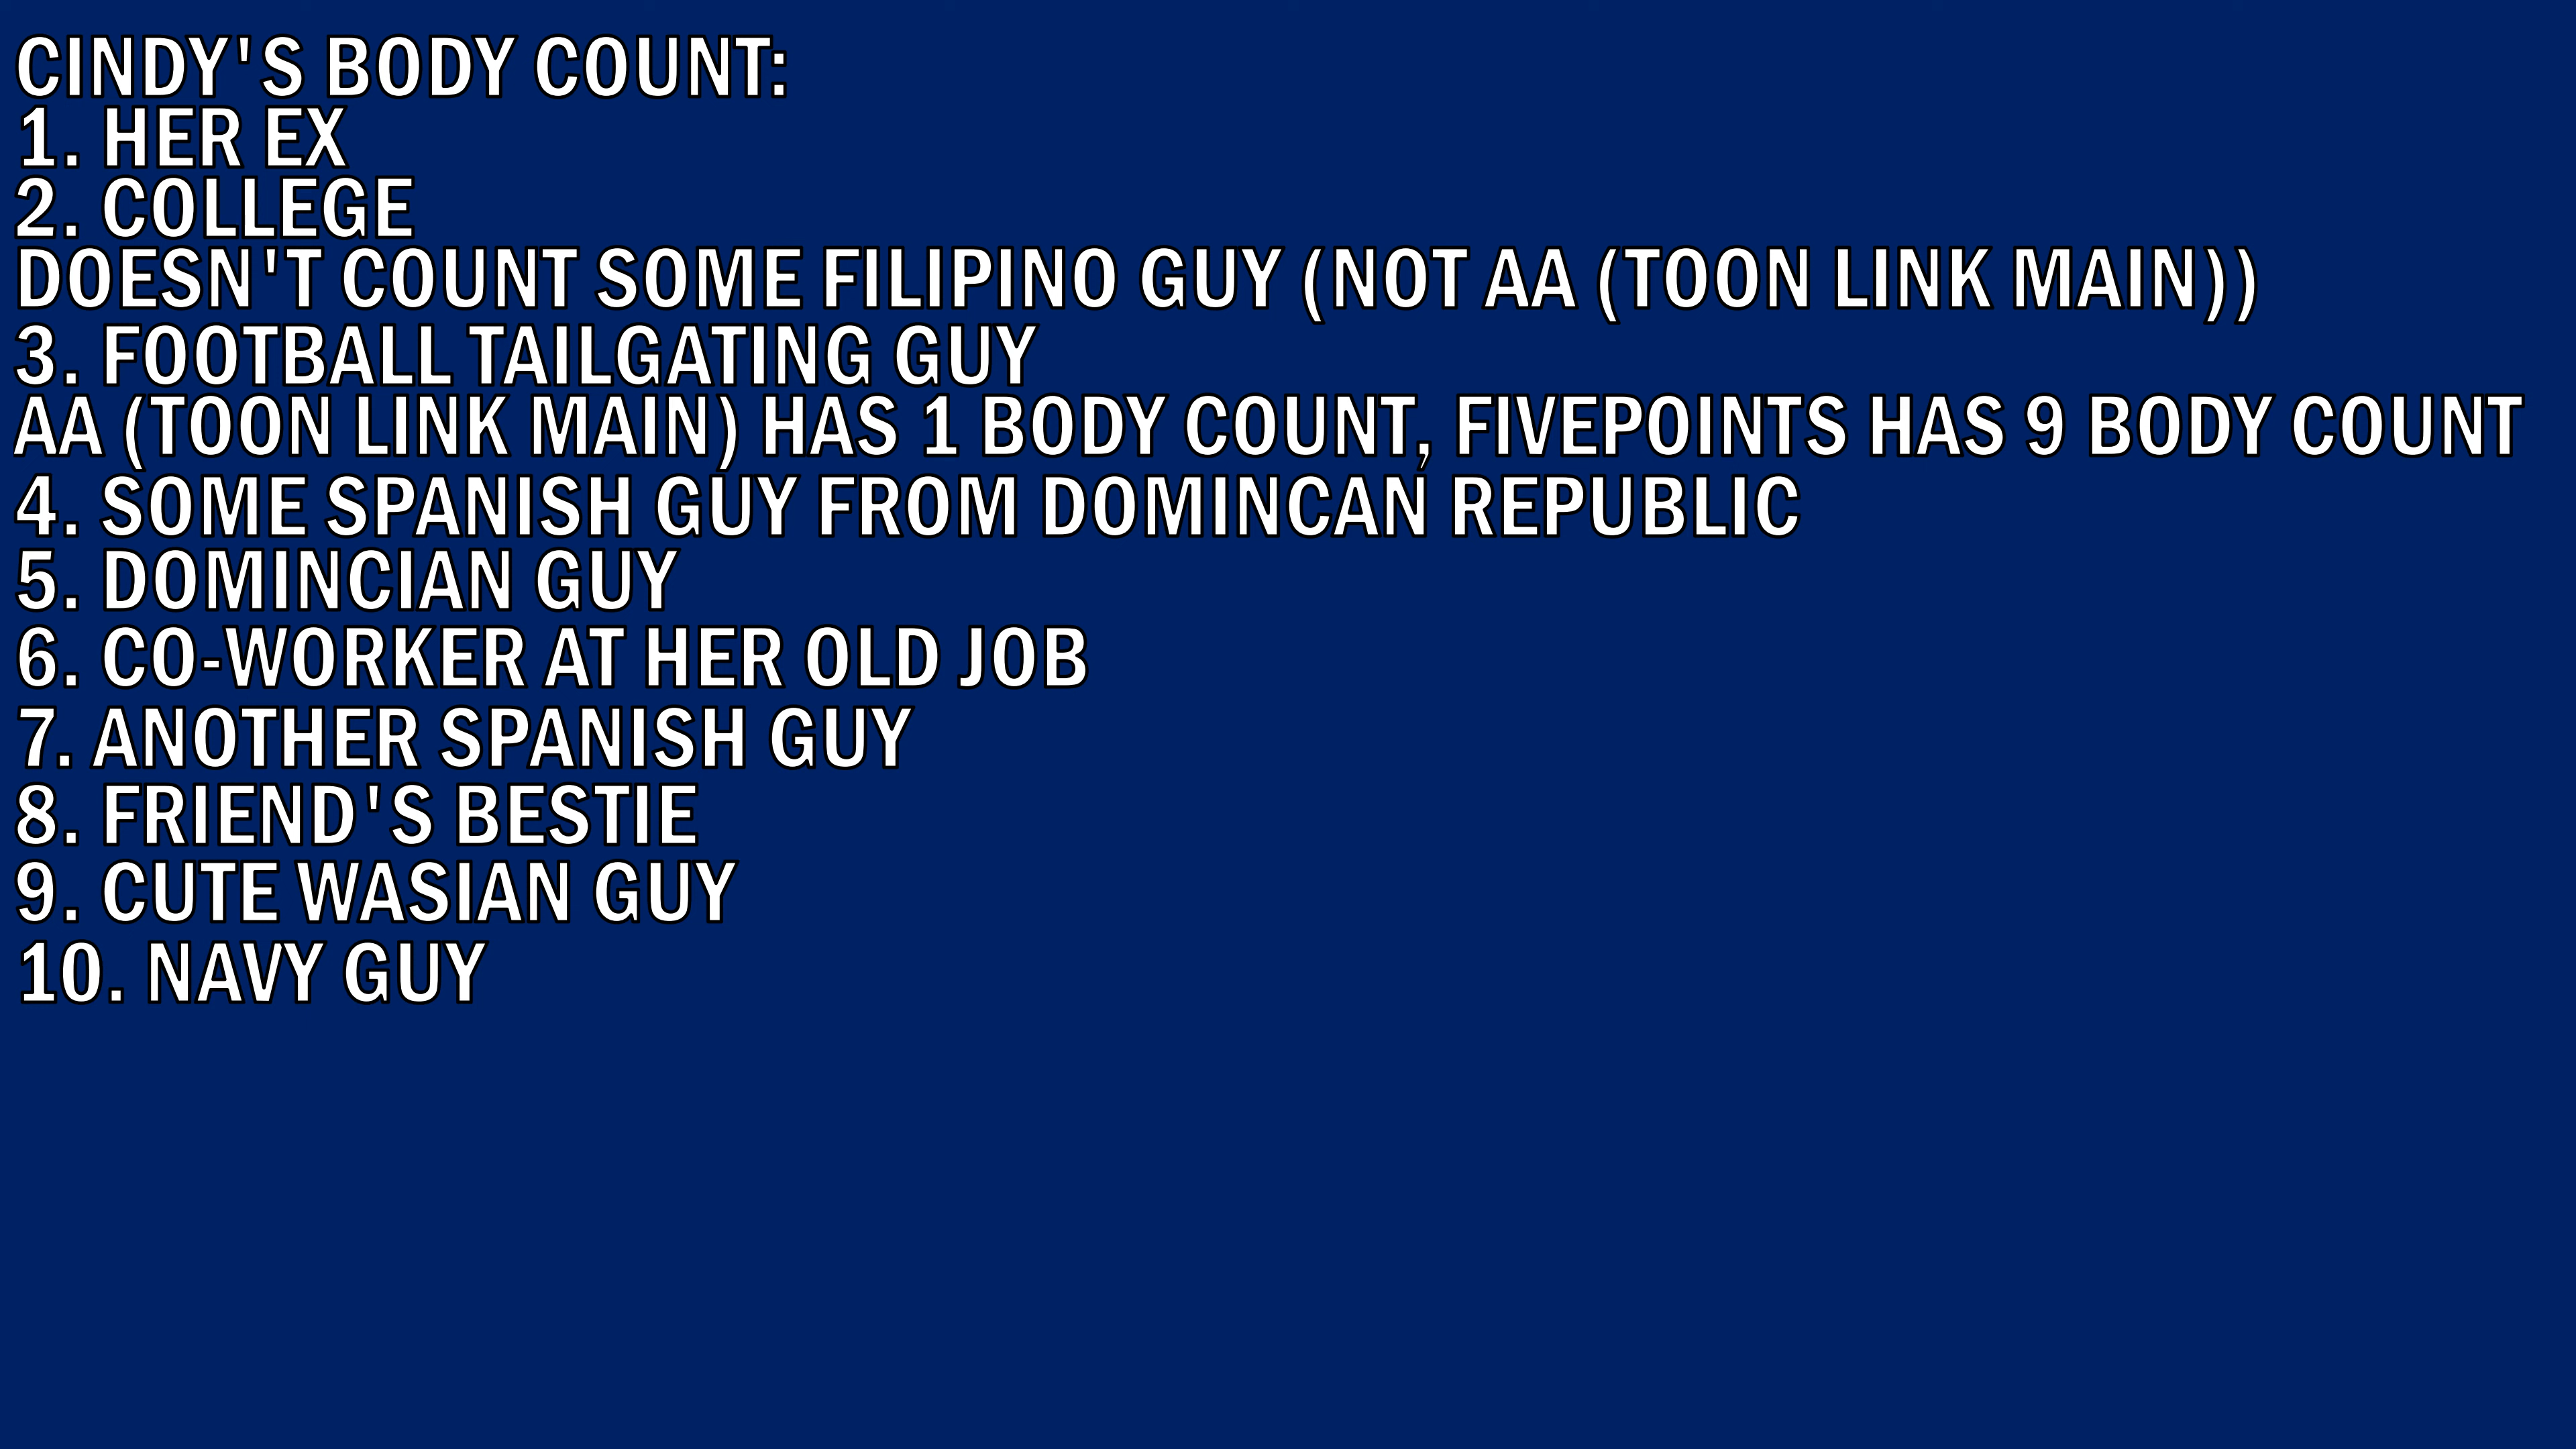 CINDY'S BODY COUNT:
1. HER EX
2. COLLEGE
DOESN'T COUNT SOME FILIPINO GUY (NOT AA (TOON LINK MAIN))
3. FOOTBALL TAILGATING GUY
AA (TOON LINK MAIN) HAS 1 BODY COUNT, FIVEPOINTS HAS 9 BODY COUNT
4. SOME SPANISH GUY FROM DOMINCAN REPUBLIC
5. DOMINCIAN GUY
6. CO-WORKER AT HER OLD JOB
7. ANOTHER SPANISH GUY
8. FRIEND'S BESTIE
9. CUTE WASIAN GUY
10. NAVY GUY